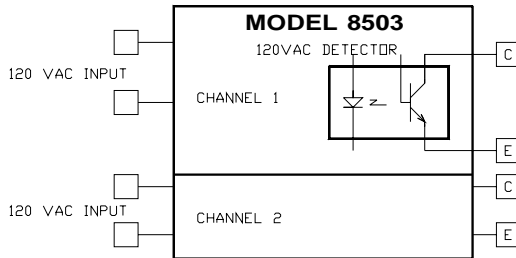 MODEL 8503
120VAC DETECTOR
C
120 VAC INPUT
CHANNEL 1
E
C
120 VAC INPUT
CHANNEL 2
E